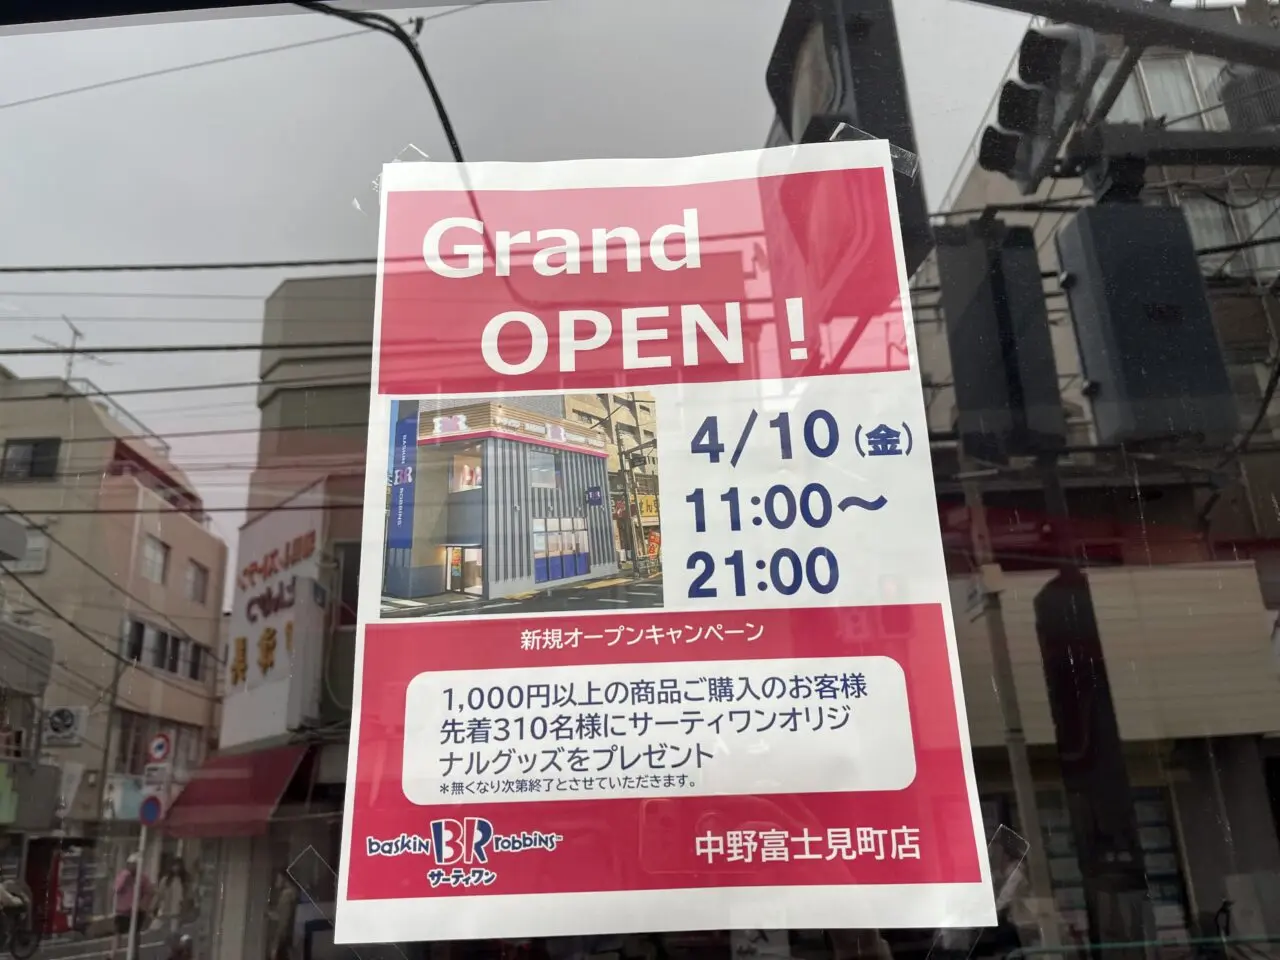 Grand
OPEN！
BASKIN BR ROBBINS
BR
4/10（金）
11:00～
21:00
新規オープンキャンペーン
1,000円以上の商品ご購入のお客様
先着310名様にサーティワンオリジ
ナルグッズをプレゼント
*無くなり次第終了とさせていただきます。
baskin BR robbins™
サーティワン
中野富士見町店